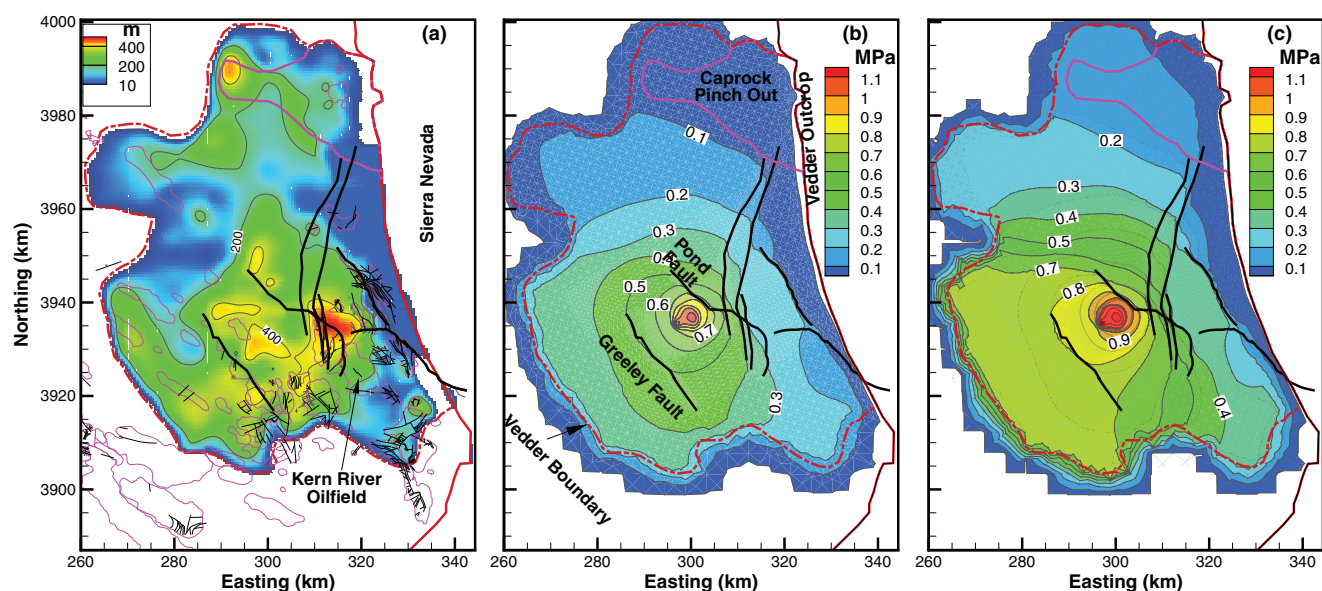 m
400
200
10
(a)
4000
3980
3960
3940
3920
3900
Northing (km)
Sierra Nevada
200
400
Kern River
Oilfield
260 280 300 320 340
Easting (km)
(b)
MPa
1.1
1
0.9
0.8
0.7
0.6
0.5
0.4
0.3
0.2
0.1
Caprock
Pinch Out
Vedder Outcrop
0.1
0.2
0.3
Pond
Fault
0.5
0.6
0.7
Greeley Fault
0.3
Vedder Boundary
260 280 300 320 340
Easting (km)
(c)
MPa
1.1
1
0.9
0.8
0.7
0.6
0.5
0.4
0.3
0.2
0.1
0.2
0.3
0.4
0.5
0.7
0.8
0.9
0.4
260 280 300 320 340
Easting (km)